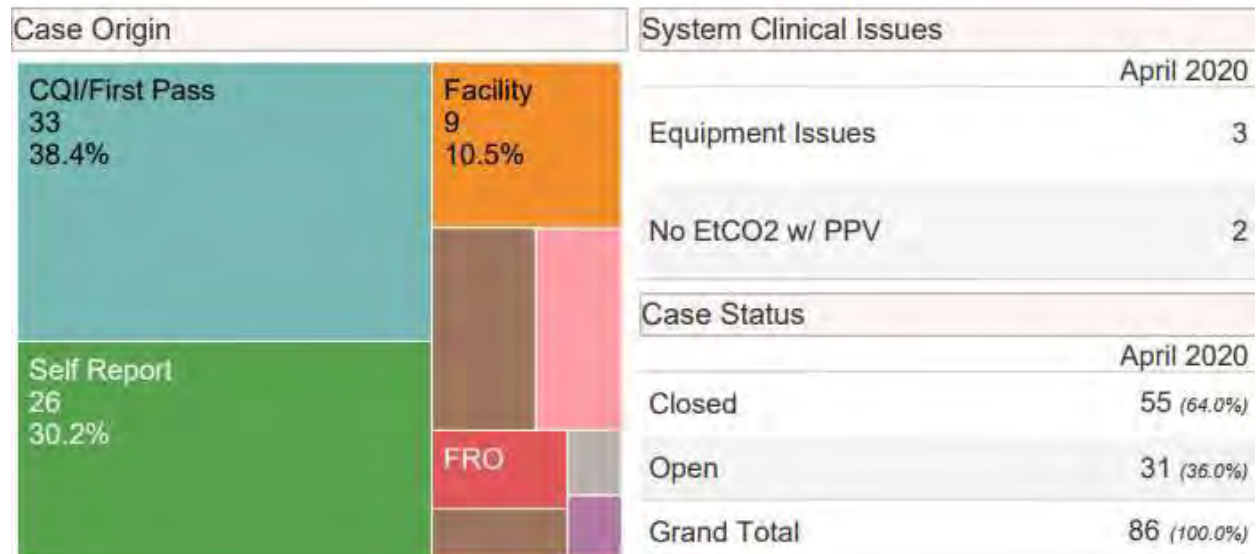 Case Origin
CQI/First Pass
33
38.4%
Facility
9
10.5%
Self Report
26
30.2%
FRO
System Clinical Issues
April 2020
Equipment Issues 3
No EtCO2 w/ PPV 2
Case Status
April 2020
Closed 55 (64.0%)
Open 31 (36.0%)
Grand Total 86 (100.0%)